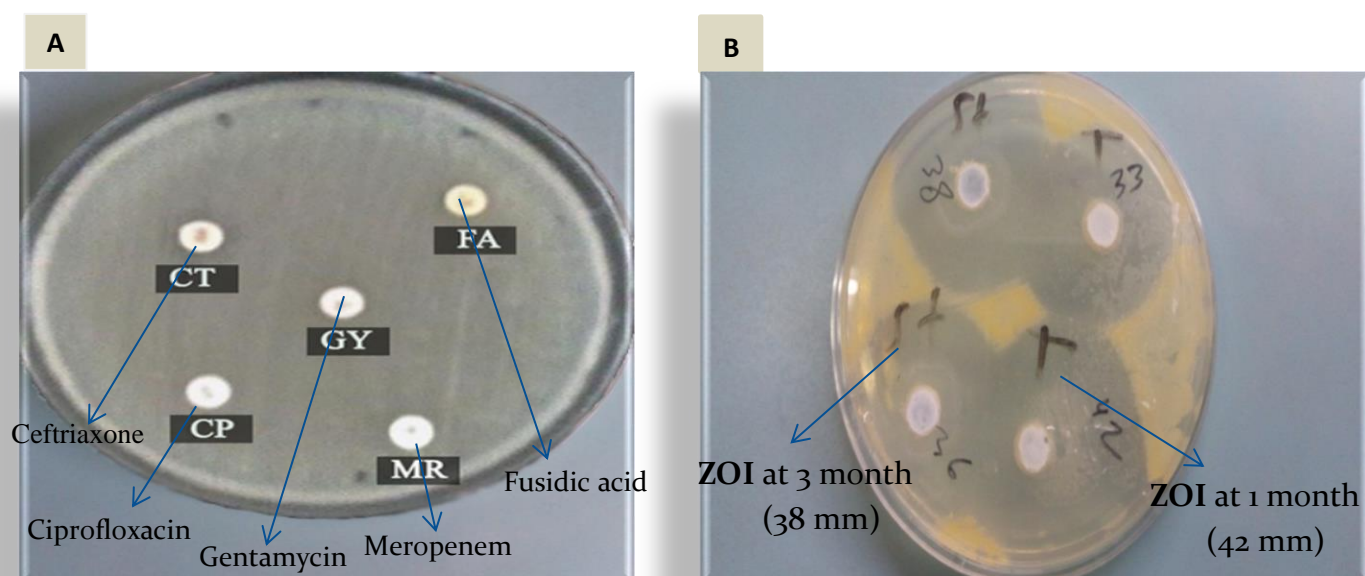 A
B
FA
CT
GY
CP
MR
Ceftriaxone
Ciprofloxacin
Gentamycin
Meropenem
Fusidic acid
T
38
33
T
42
ZOI at 3 month
(38 mm)
ZOI at 1 month
(42 mm)